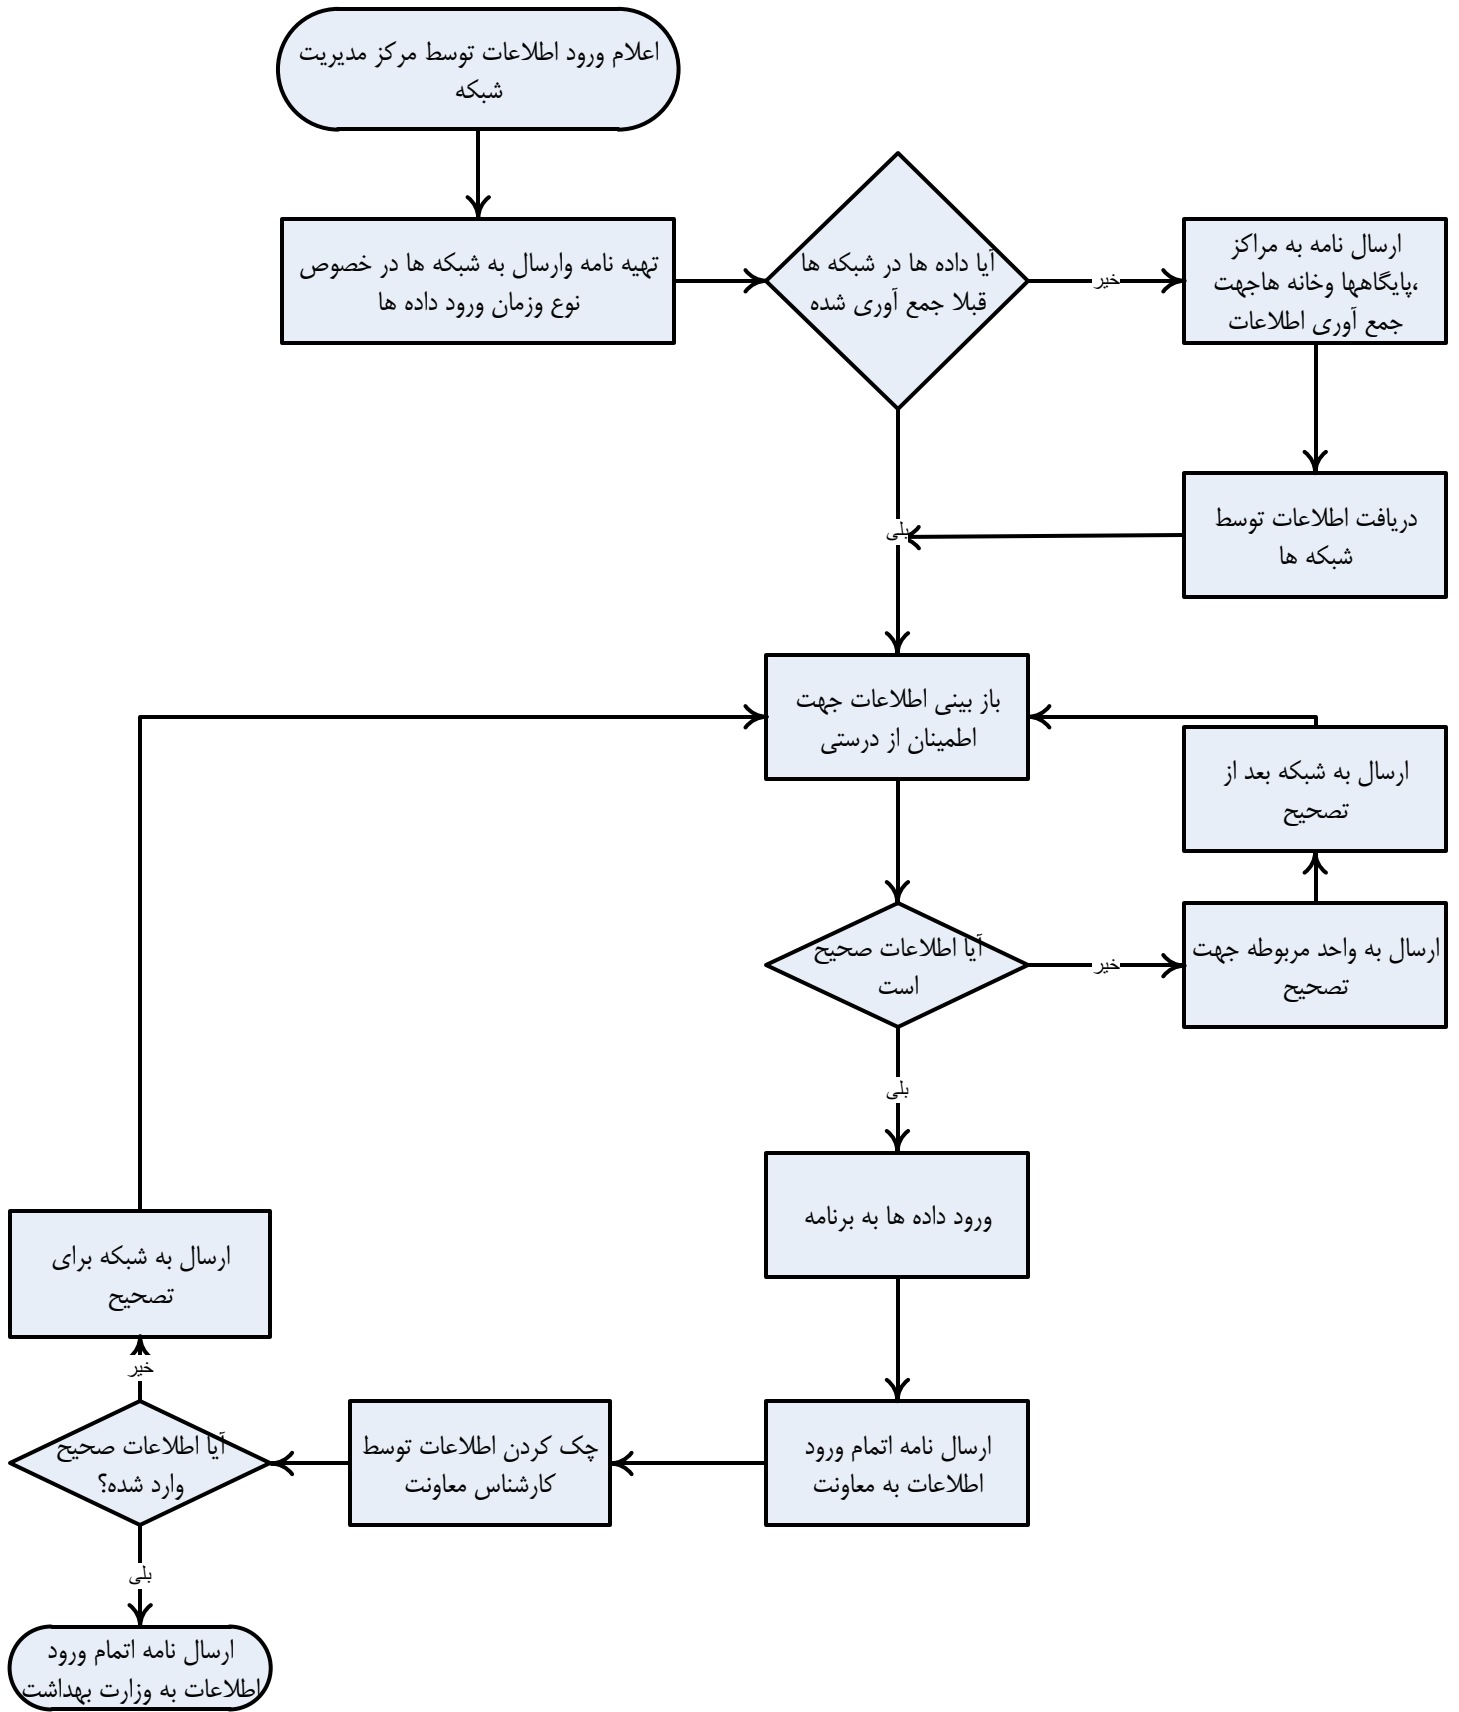 اعلام ورود اطلاعات توسط مرکز مدیریت
شبکه
تهیه نامه وارسال به شبکه ها در خصوص
نوع وزمان ورود داده ها
آیا داده ها در شبکه ها
قبلا جمع آوری شده
خیر
ارسال نامه به مراکز
،پایگاهها وخانه هاجهت
جمع آوری اطلاعات
دریافت اطلاعات توسط
شبکه ها
بلی
باز بینی اطلاعات جهت
اطمینان از درستی
ارسال به شبکه بعد از
تصحیح
آیا اطلاعات صحیح
است
خیر
ارسال به واحد مربوطه جهت
تصحیح
بلی
ورود داده ها به برنامه
ارسال نامه اتمام ورود
اطلاعات به معاونت
چک کردن اطلاعات توسط
کارشناس معاونت
آیا اطلاعات صحیح
وارد شده؟
خیر
ارسال به شبکه برای
تصحیح
بلی
ارسال نامه اتمام ورود
اطلاعات به وزارت بهداشت